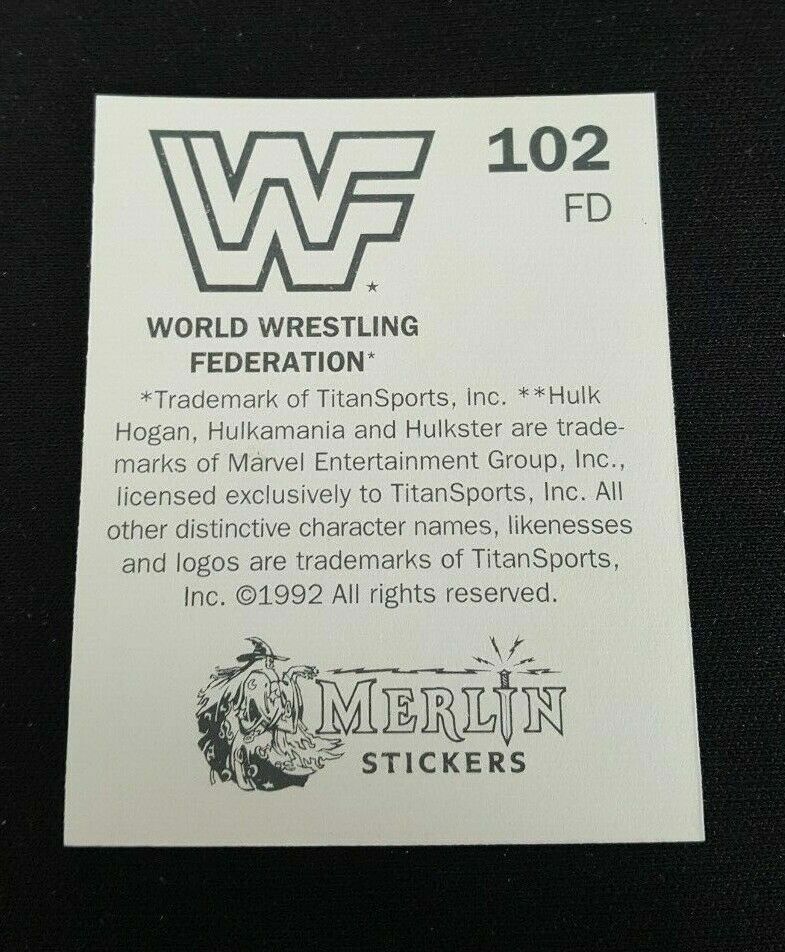 WF
102
FD
WORLD WRESTLING
FEDERATION*
*Trademark of TitanSports, Inc. **Hulk
Hogan, Hulkamania and Hulkster are trade-
marks of Marvel Entertainment Group, Inc.,
licensed exclusively to TitanSports, Inc. All
other distinctive character names, likenesses
and logos are trademarks of TitanSports,
Inc. ©1992 All rights reserved.
MERLIN
STICKERS